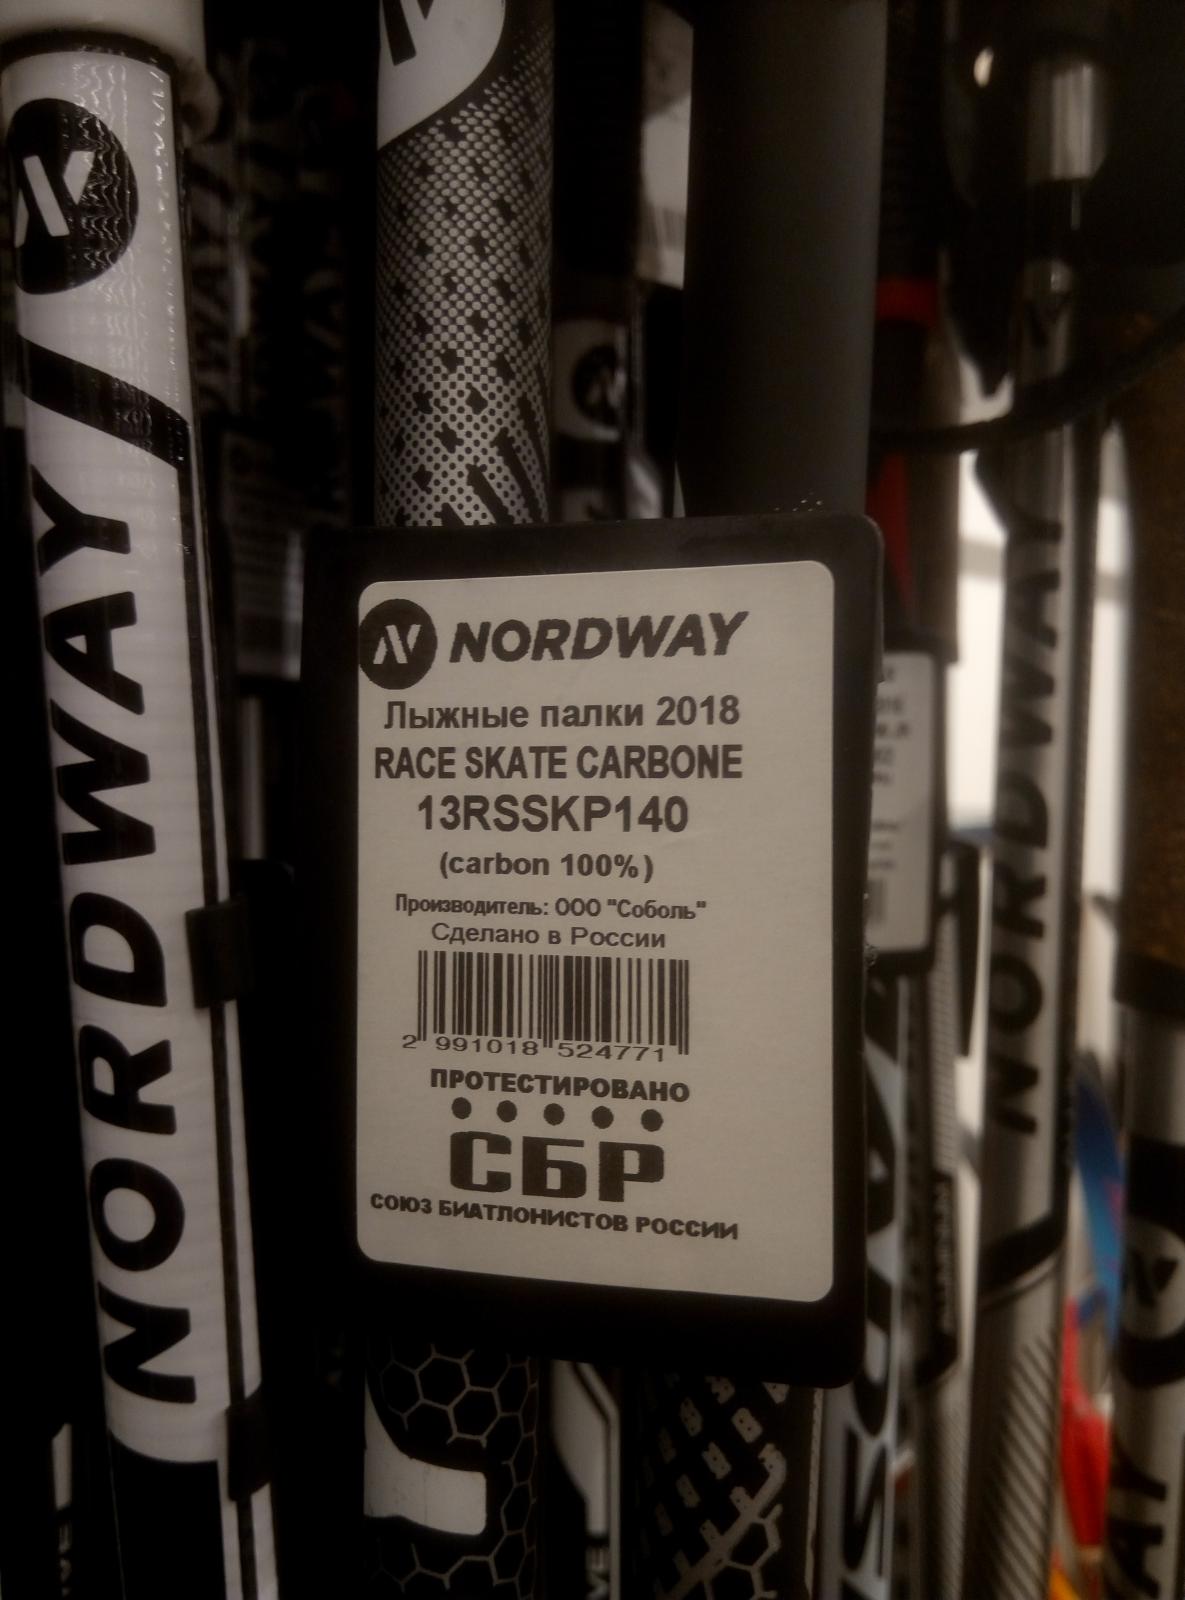 NORDWAY
NORDWAY
Лыжные палки 2018
RACE SKATE CARBONE
13RSSKP140
(carbon 100%)
Производитель: ООО "Соболь"
Сделано в России
2 991018 524771
ПРОТЕСТИРОВАНО
СБР
СОЮЗ БИАТЛОНИСТОВ РОССИИ
NORDWAY